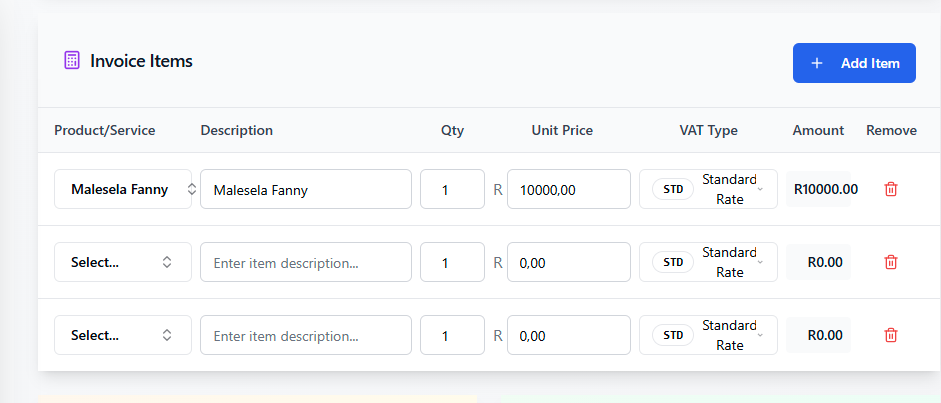 Invoice Items
+ Add Item
Product/Service Description Qty Unit Price VAT Type Amount Remove
Malesela Fanny Malesela Fanny 1 R 10000,00 STD Standard Rate R10000.00
Select... Enter item description... 1 R 0,00 STD Standard Rate R0.00
Select... Enter item description... 1 R 0,00 STD Standard Rate R0.00